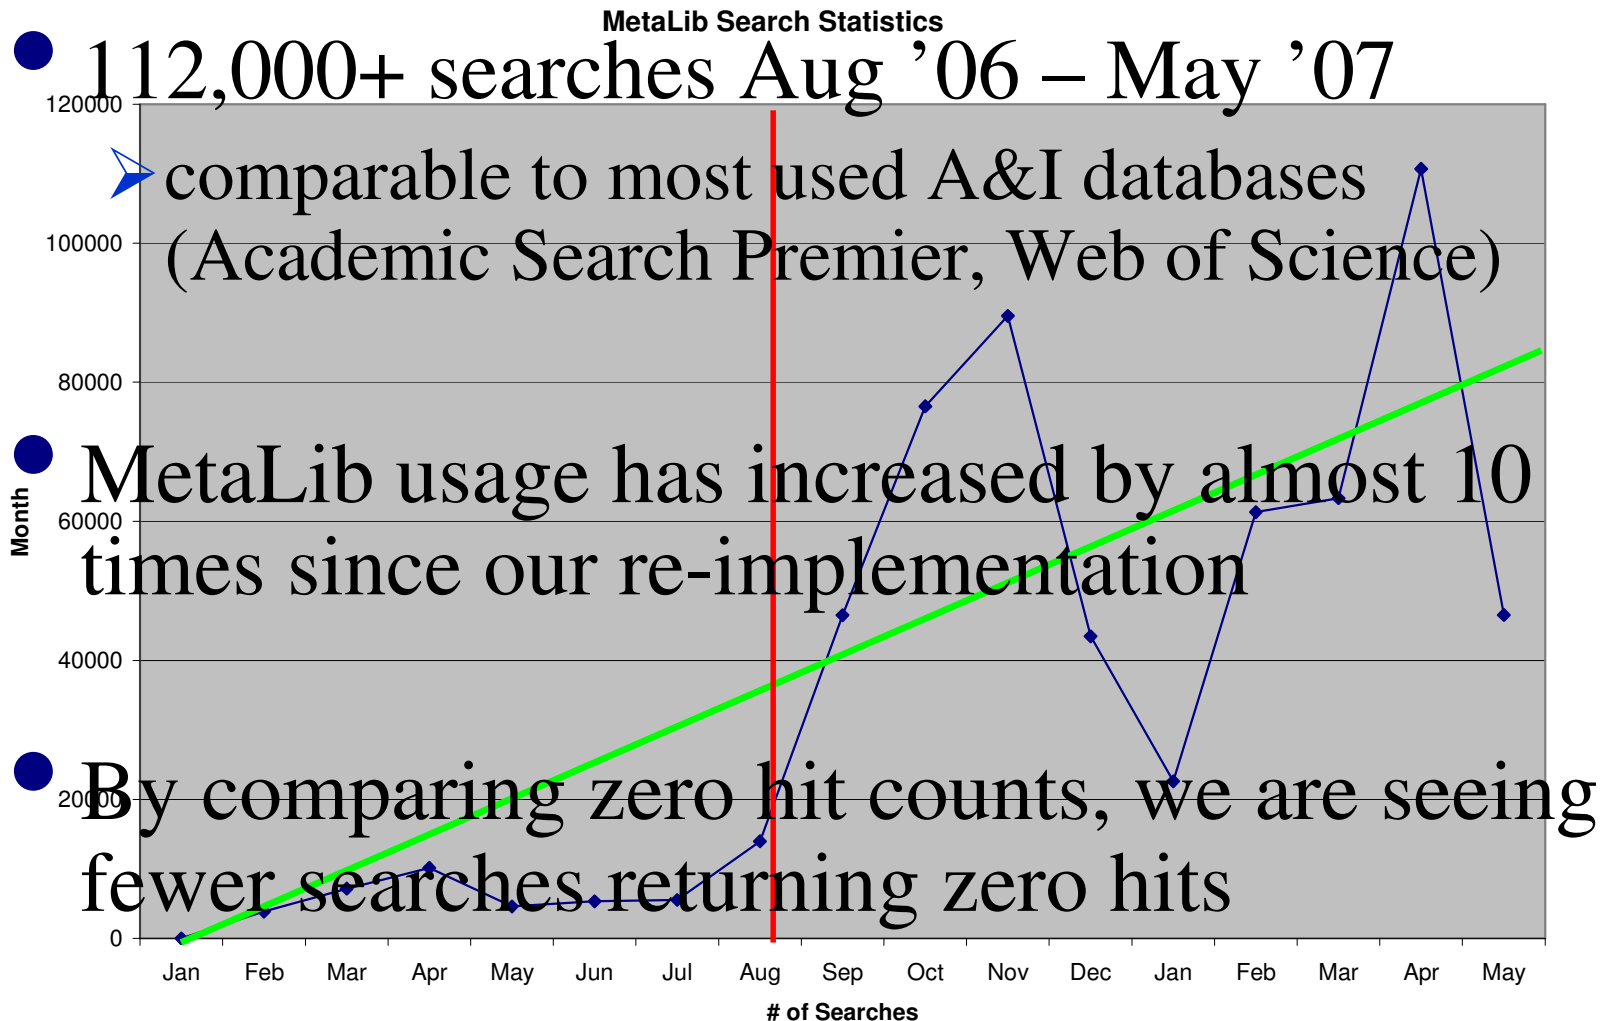 MetaLib Search Statistics
112,000+ searches Aug ’06 – May ’07
comparable to most used A&I databases
(Academic Search Premier, Web of Science)
MetaLib usage has increased by almost 10
times since our re-implementation
By comparing zero hit counts, we are seeing
fewer searches returning zero hits
120000
100000
80000
60000
40000
20000
0
Month
Jan Feb Mar Apr May Jun Jul Aug Sep Oct Nov Dec Jan Feb Mar Apr May
# of Searches